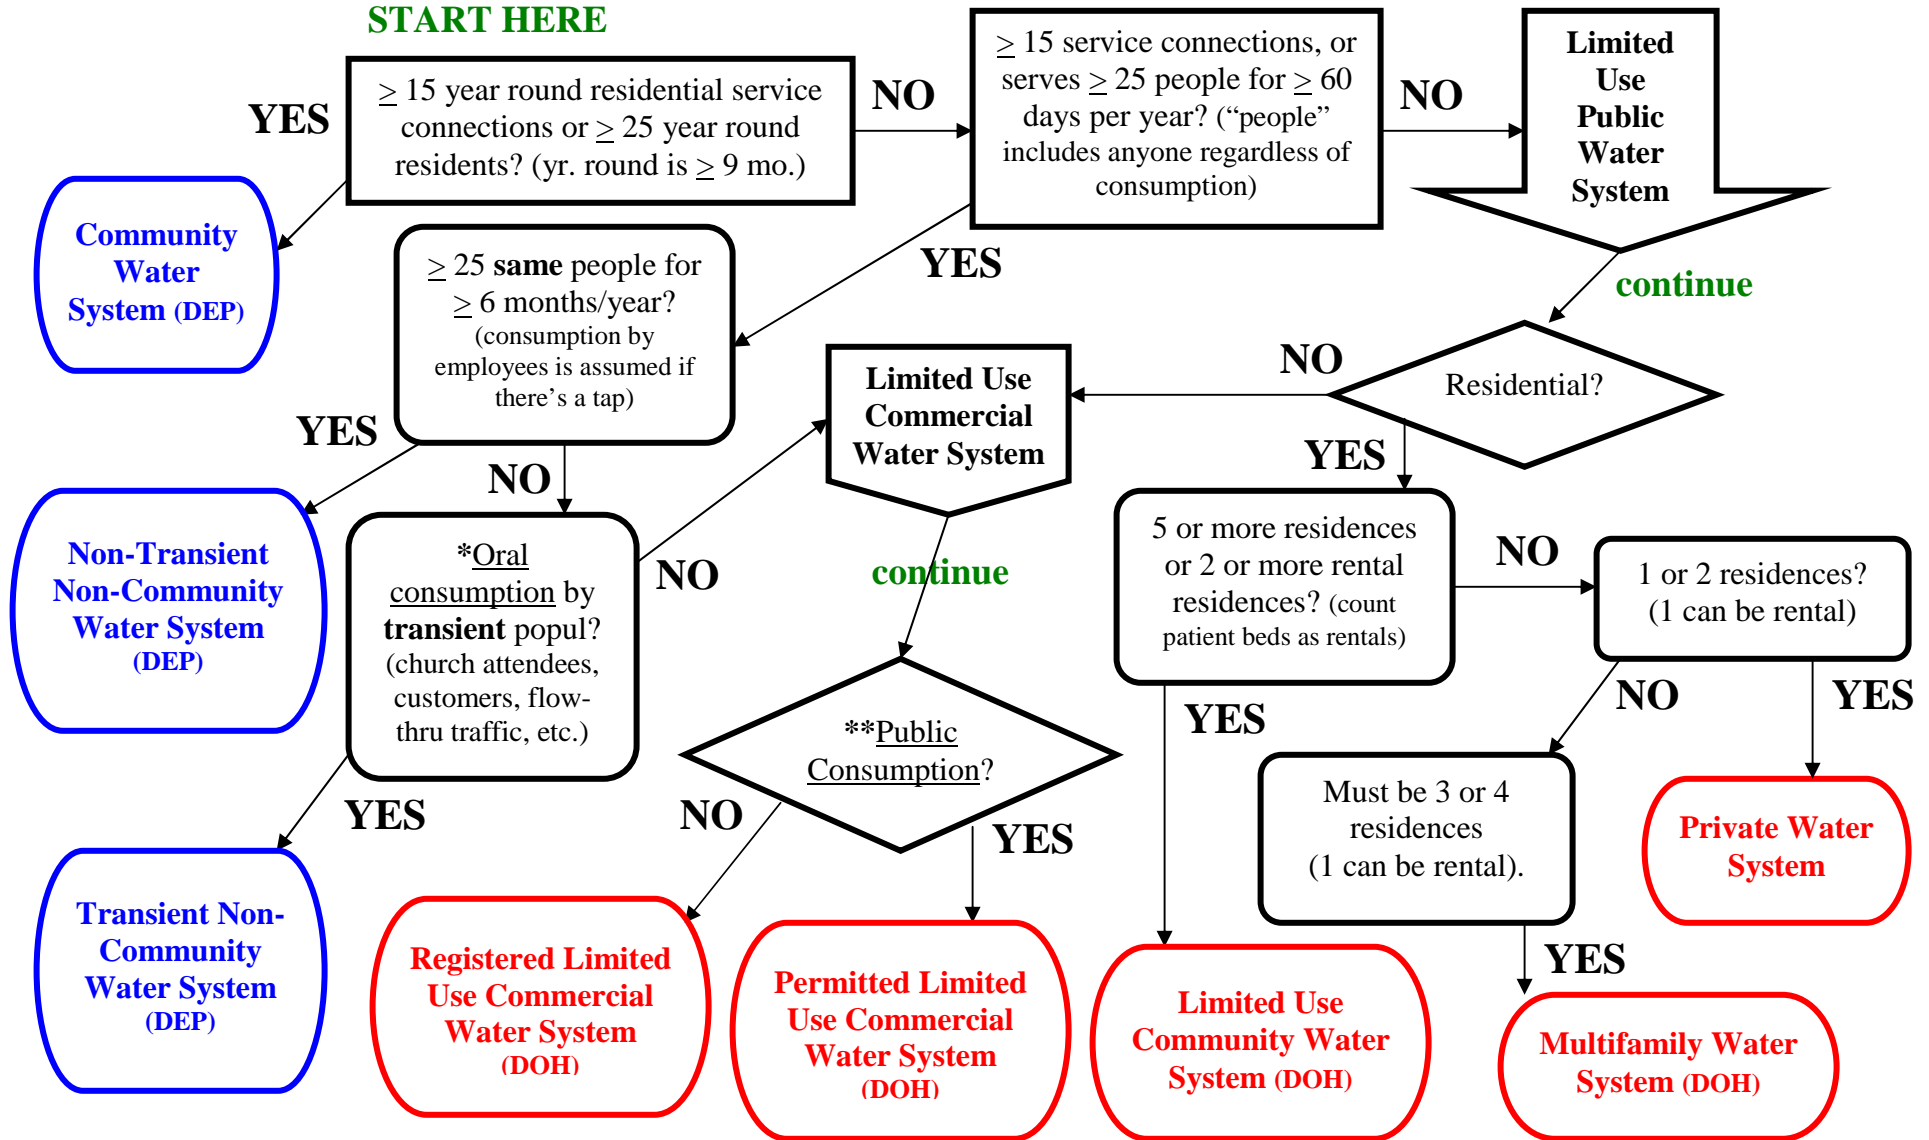 START HERE
≥ 15 year round residential service
connections or ≥ 25 year round
residents? (yr. round is ≥ 9 mo.)
YES
NO
≥ 15 service connections, or
serves ≥ 25 people for ≥ 60
days per year? (“people”
includes anyone regardless of
consumption)
NO
Limited
Use
Public
Water
System
Community
Water
System (DEP)
≥ 25 same people for
≥ 6 months/year?
(consumption by
employees is assumed if
there’s a tap)
YES
continue
Residential?
NO
Limited Use
Commercial
Water System
YES
NO
YES
Non-Transient
Non-Community
Water System
(DEP)
*Oral
consumption by
transient popul?
(church attendees,
customers, flow-
thru traffic, etc.)
NO
continue
5 or more residences
or 2 or more rental
residences? (count
patient beds as rentals)
NO
1 or 2 residences?
(1 can be rental)
YES
**Public
Consumption?
NO
YES
YES
NO
YES
Must be 3 or 4
residences
(1 can be rental).
Private Water
System
Transient Non-
Community
Water System
(DEP)
Registered Limited
Use Commercial
Water System
(DOH)
Permitted Limited
Use Commercial
Water System
(DOH)
Limited Use
Community Water
System (DOH)
YES
Multifamily Water
System (DOH)